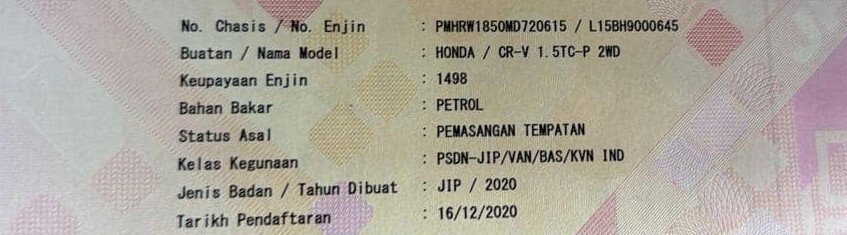 No. Chasis / No. Enjin : PMHRW1850MD720615 / L15BH9000645
Buatan / Nama Model : HONDA / CR-V 1.5TC-P 2WD
Keupayaan Enjin : 1498
Bahan Bakar : PETROL
Status Asal : PEMASANGAN TEMPATAN
Kelas Kegunaan : PSDN-JIP/VAN/BAS/KVN IND
Jenis Badan / Tahun Dibuat : JIP / 2020
Tarikh Pendaftaran : 16/12/2020